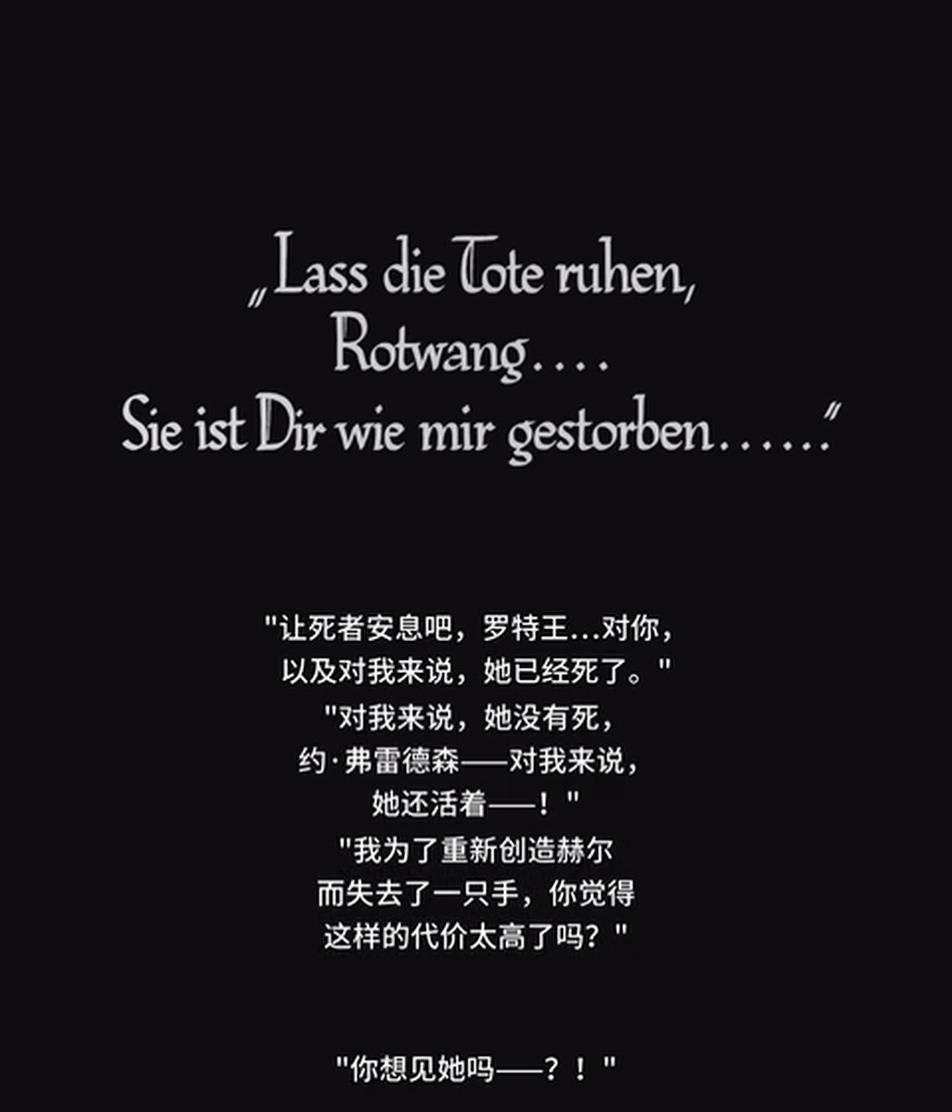 „Lass die Tote ruhen,
Rotwang....
Sie ist Dir wie mir gestorben......"
"让死者安息吧，罗特王...对你，
以及对我来说，她已经死了。"
"对我来说，她没有死，
约·弗雷德森——对我来说，
她还活着——！"
"我为了重新创造赫尔
而失去了一只手，你觉得
这样的代价太高了吗？"
"你想见她吗——？！"